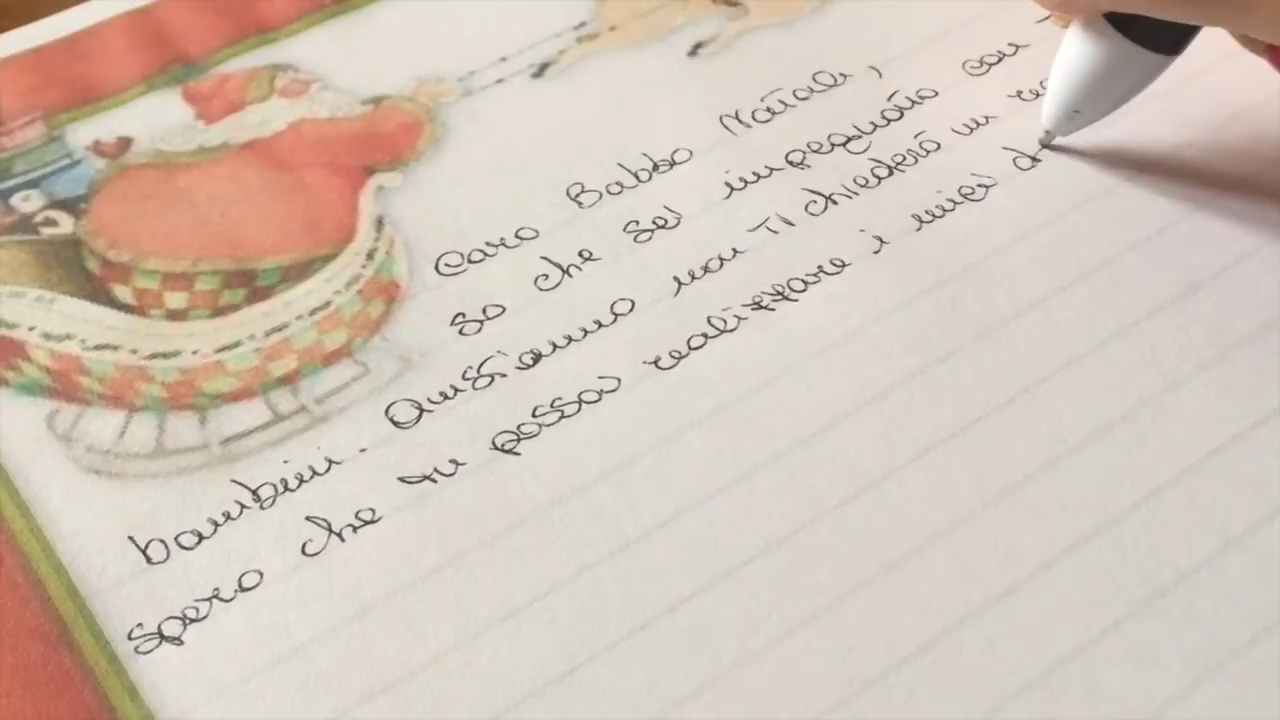 Caro Babbo Natale,
so che sei impegnato con
bambini. Quest'anno non Ti chiederò un
spero che tu possa realizzare i miei